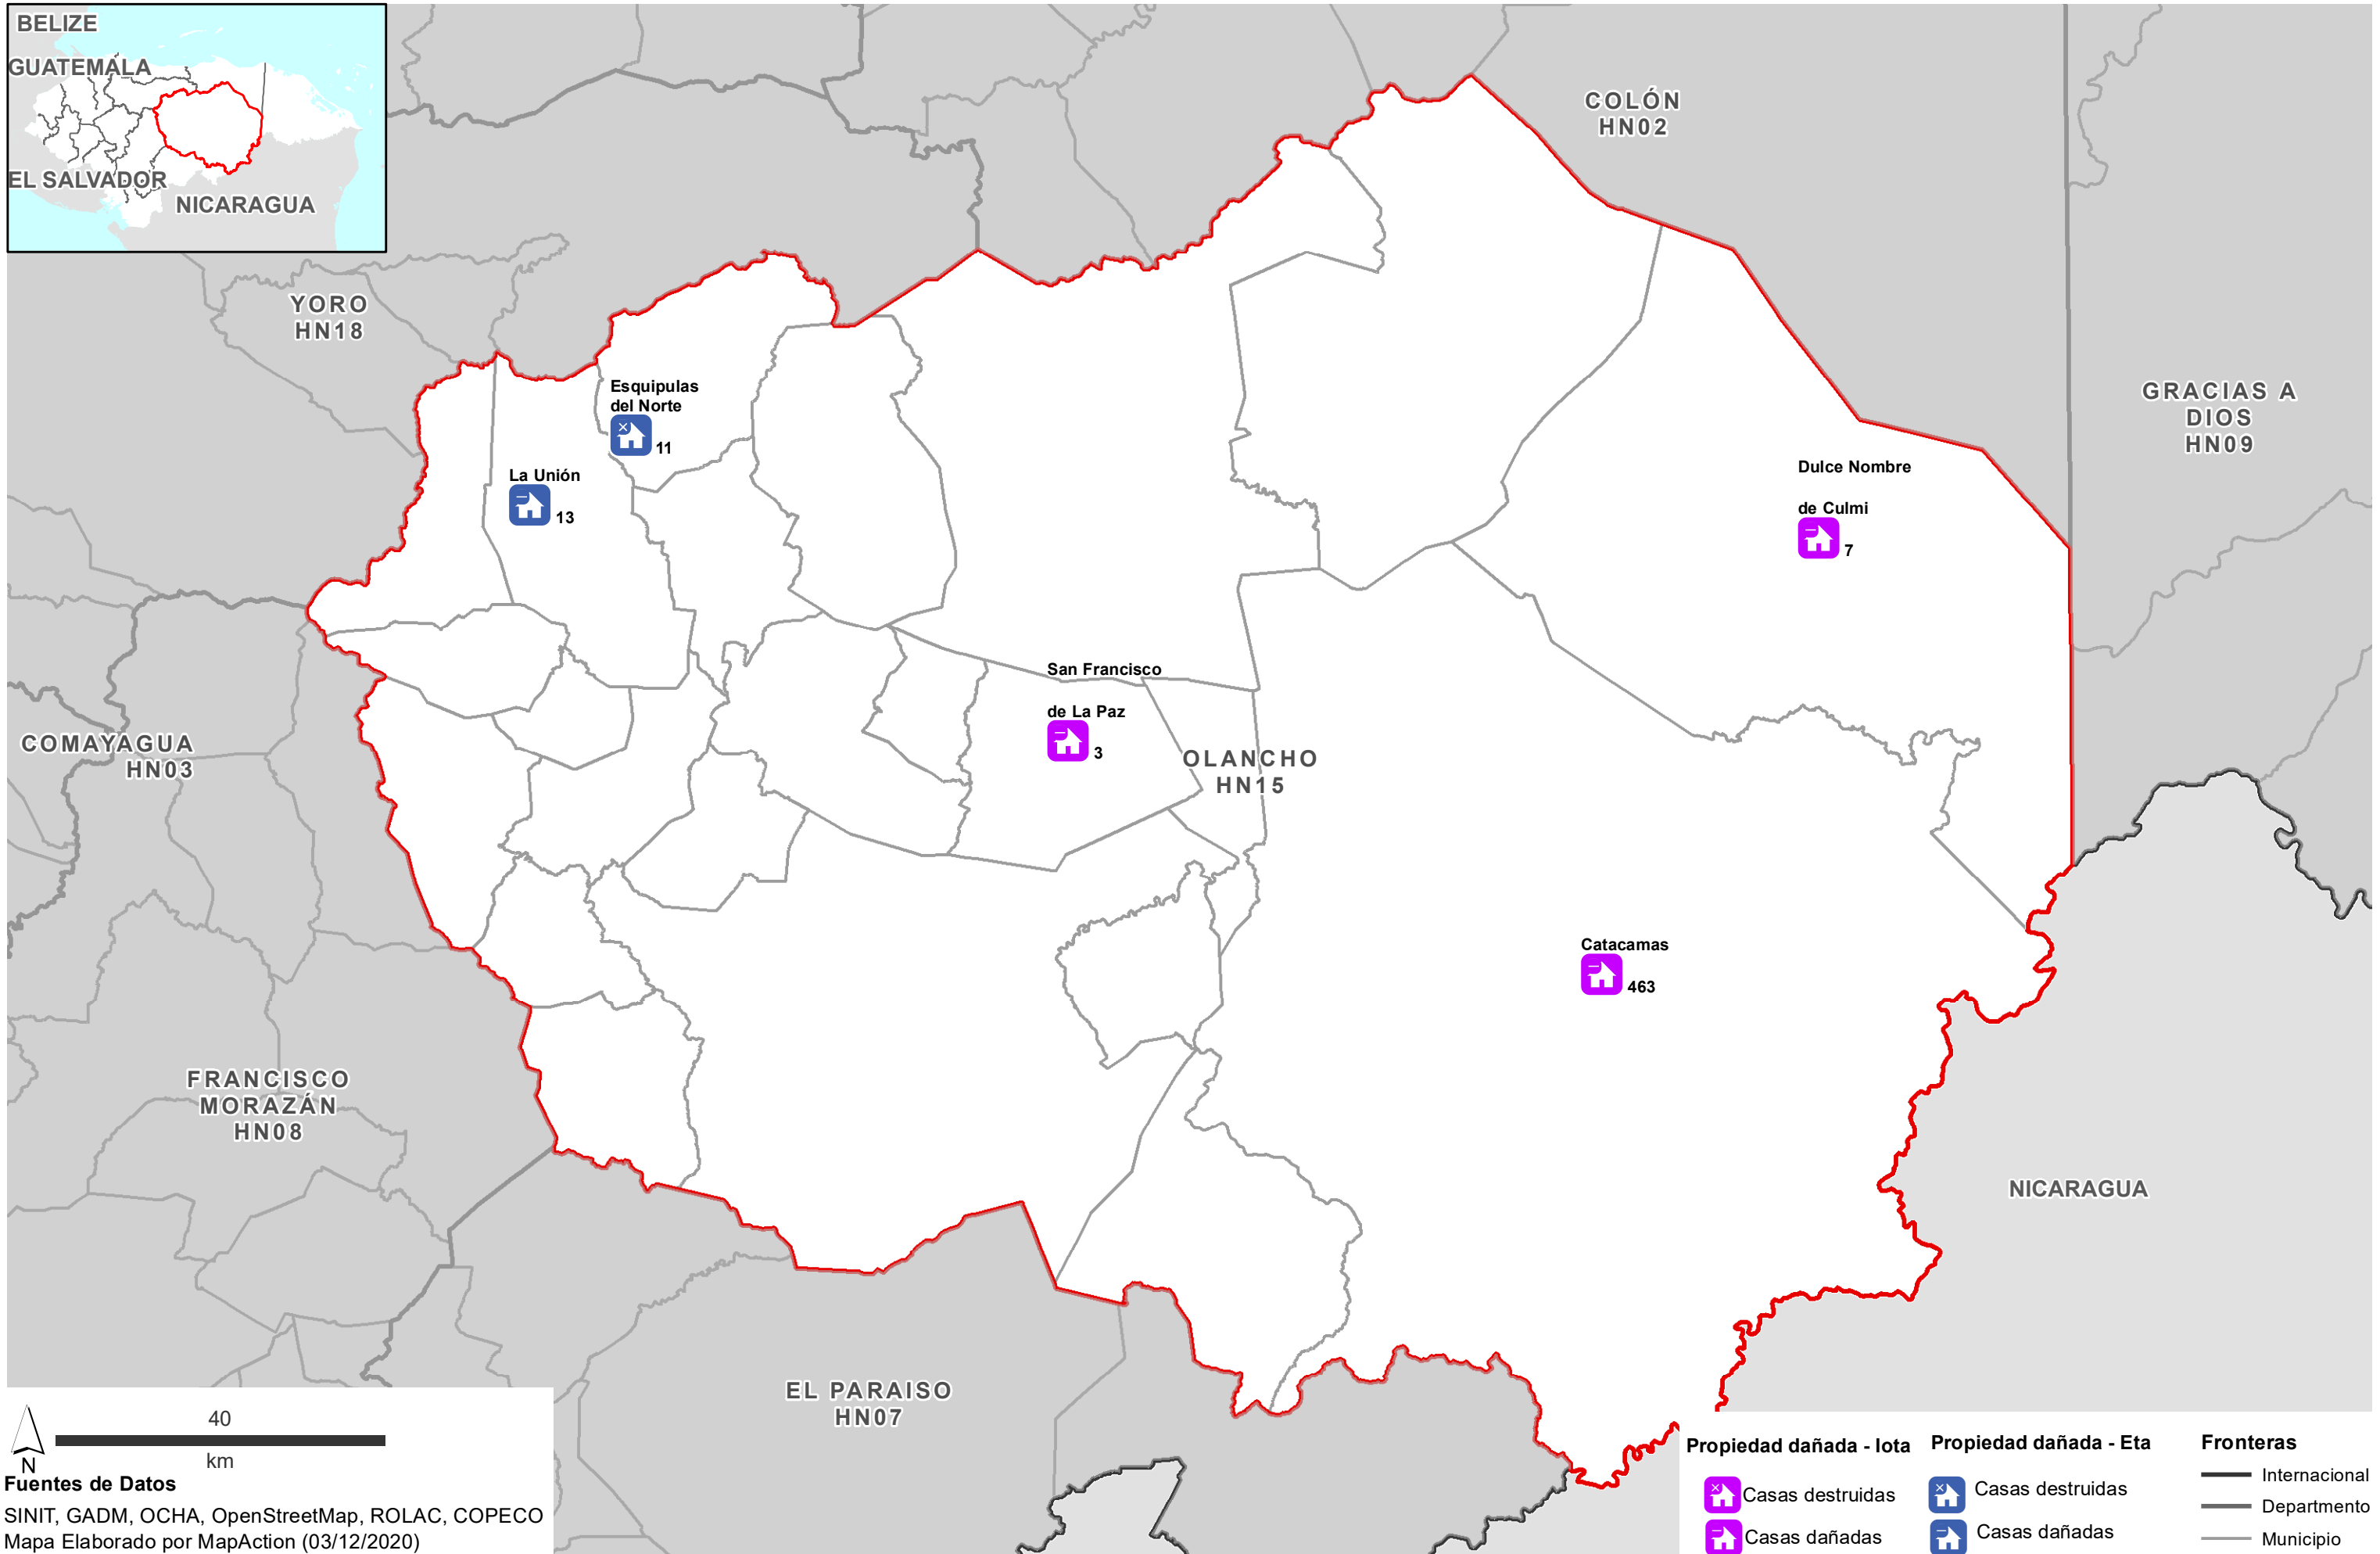 BELIZE
GUATEMALA
EL SALVADOR
NICARAGUA
COLÓN
HN02
YORO
HN18
GRACIAS A
DIOS
HN09
Esquipulas
del Norte
11
La Unión
13
Dulce Nombre
de Culmi
7
San Francisco
de La Paz
3
OLANCHO
HN15
COMAYAGUA
HN03
Catacamas
463
FRANCISCO
MORAZÁN
HN08
NICARAGUA
EL PARAISO
HN07
40
km
N
Fuentes de Datos
SINIT, GADM, OCHA, OpenStreetMap, ROLAC, COPECO
Mapa Elaborado por MapAction (03/12/2020)
Propiedad dañada - Iota
Casas destruidas
Casas dañadas
Propiedad dañada - Eta
Casas destruidas
Casas dañadas
Fronteras
Internacional
Departmento
Municipio